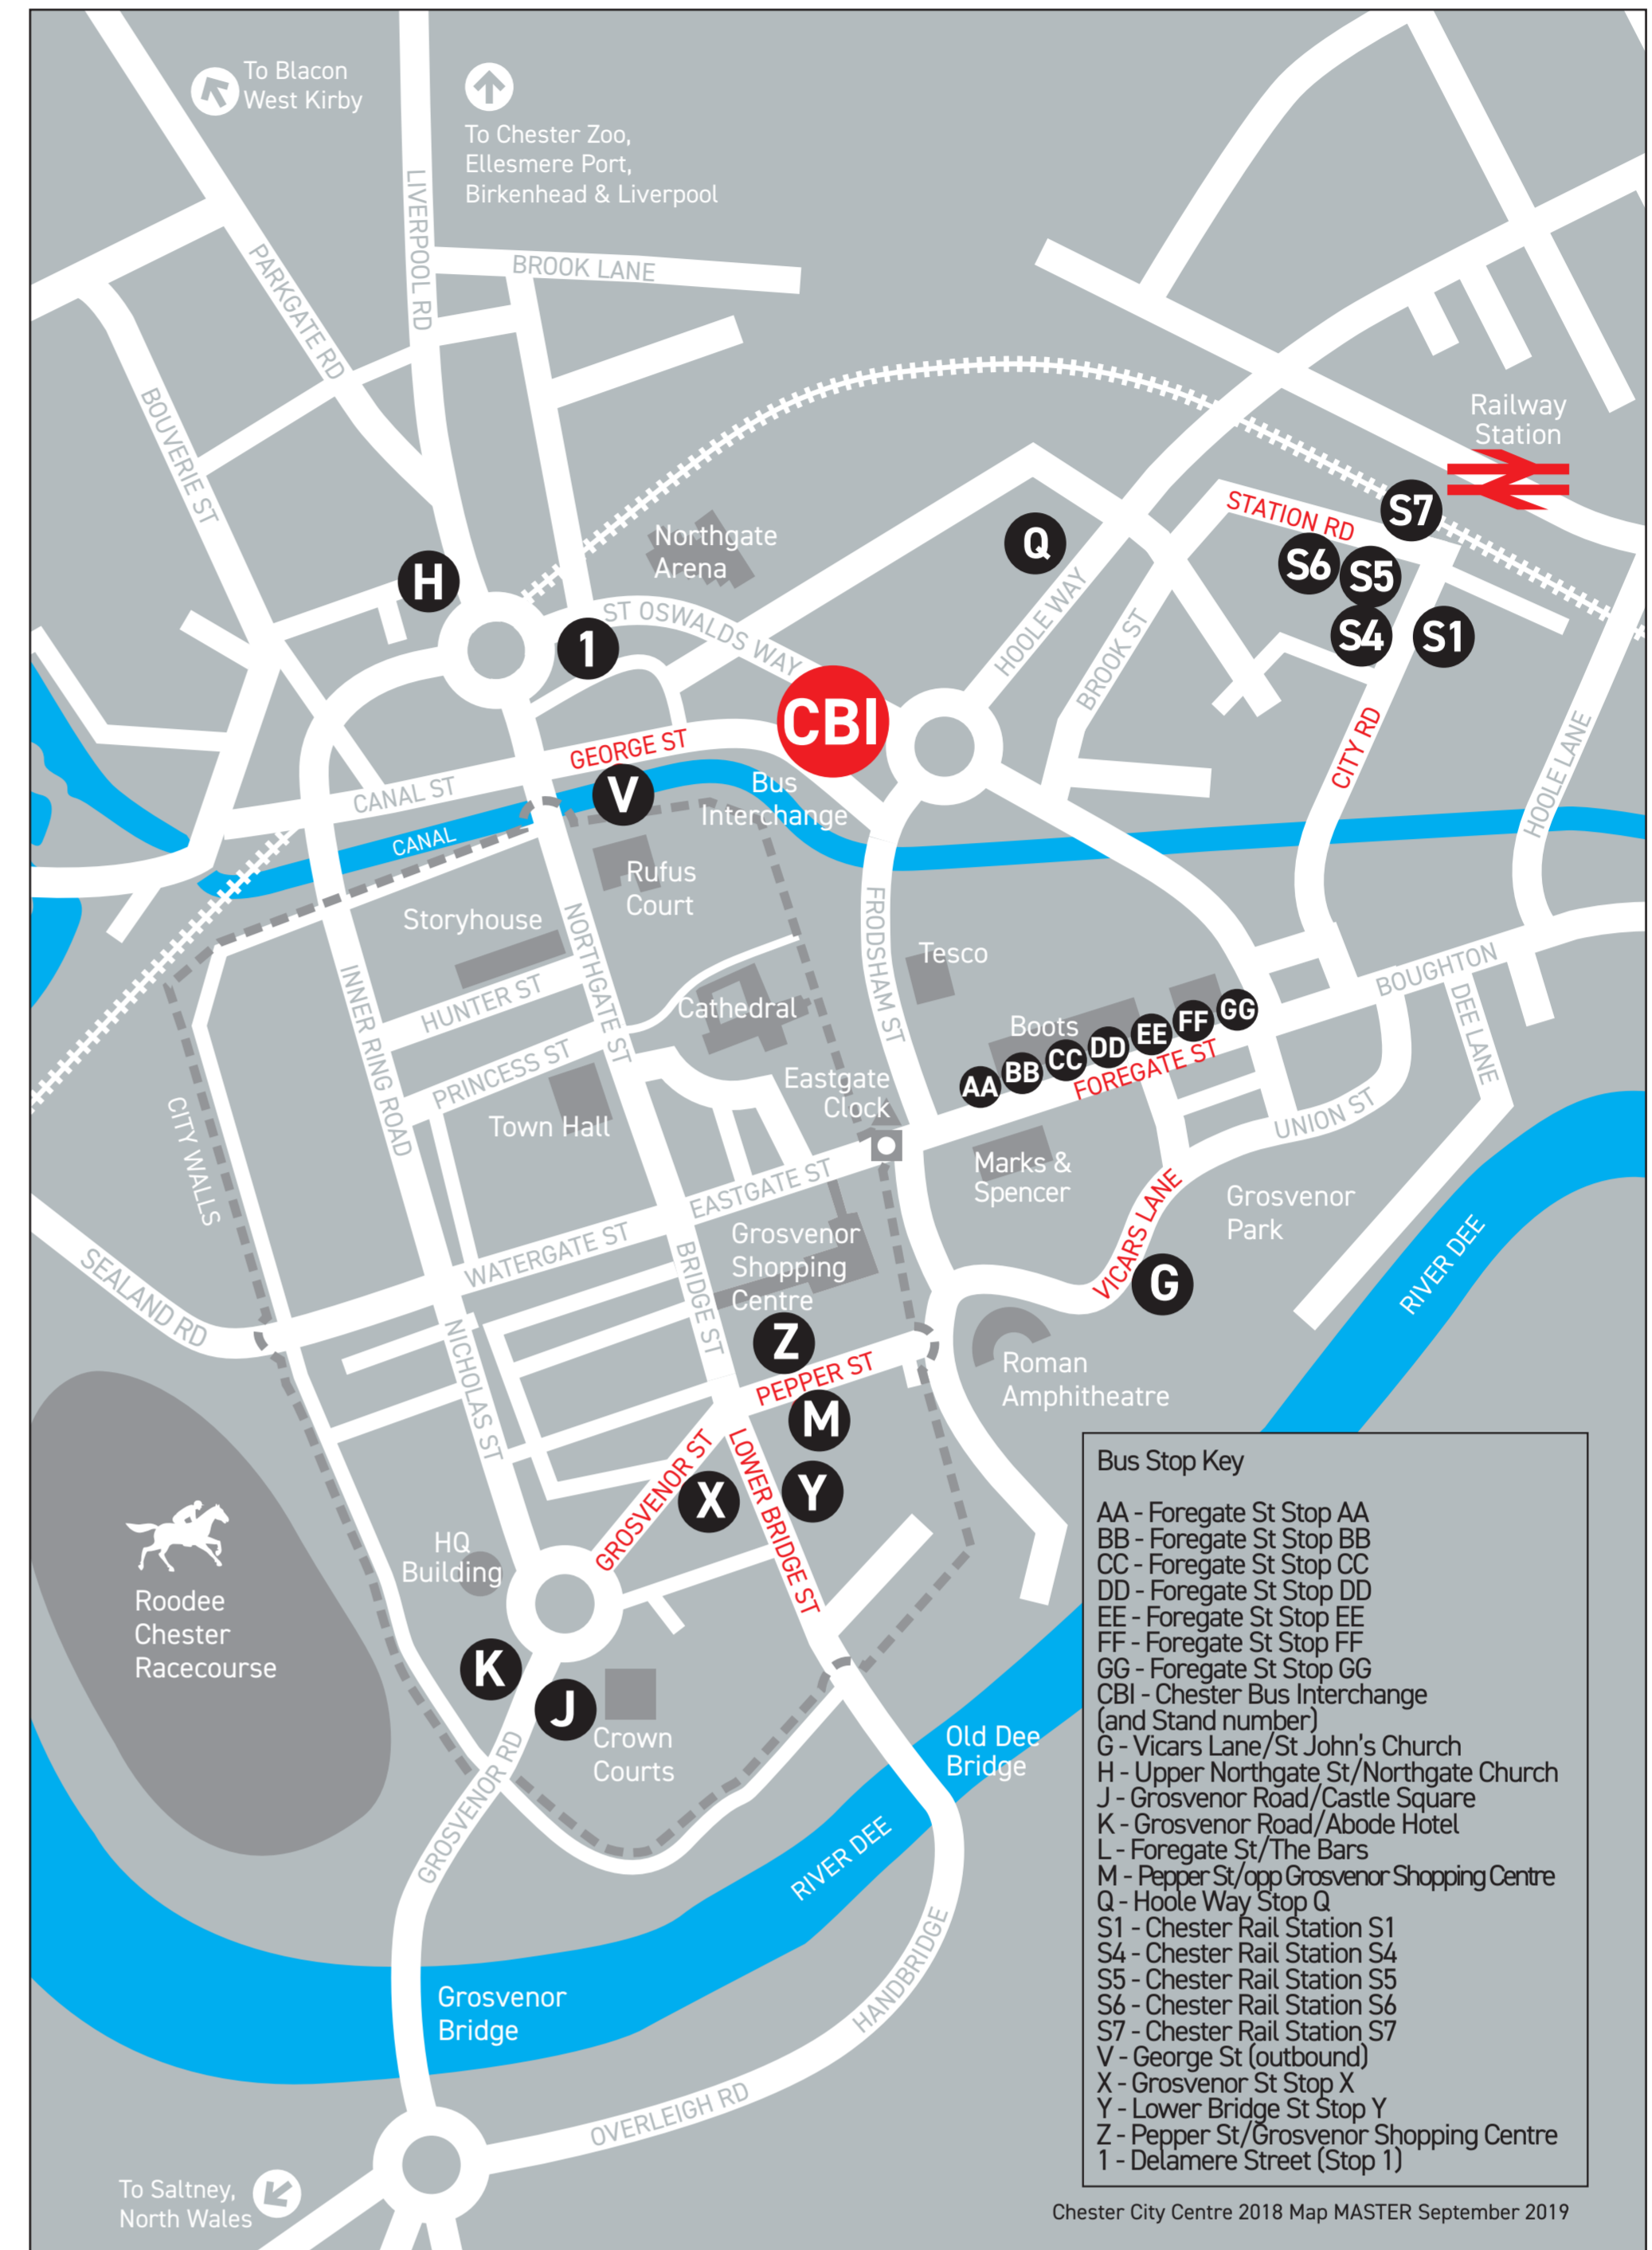 To Blacon
West Kirby
To Chester Zoo,
Ellesmere Port,
Birkenhead & Liverpool
LIVERPOOL RD
BROOK LANE
PARKGATE RD
BOUVERIE ST
Railway
Station
STATION RD
S7
S6
S5
S4
S1
Northgate
Arena
Q
H
1
ST OSWALDS WAY
HOOLE WAY
BROOK ST
CBI
GEORGE ST
V
Bus
Interchange
CITY RD
HOOLE LANE
CANAL ST
CANAL
Rufus
Court
Storyhouse
NORTHGATE ST
FRODSHAM ST
Tesco
BOUGHTON
DEE LANE
INNER RING ROAD
HUNTER ST
Cathedral
Boots
AA
BB
CC
DD
EE
FF
GG
FOREGATE ST
PRINCESS ST
Eastgate
Clock
Town Hall
UNION ST
CITY WALLS
Marks &
Spencer
VICARS LANE
Grosvenor
Park
EASTGATE ST
WATERGATE ST
Grosvenor
Shopping
Centre
BRIDGE ST
G
RIVER DEE
SEALAND RD
NICHOLAS ST
Z
PEPPER ST
M
Roman
Amphitheatre
GROSVENOR ST
X
LOWER BRIDGE ST
Y
HQ
Building
Roodee
Chester
Racecourse
K
J
Crown
Courts
GROSVENOR RD
Old Dee
Bridge
RIVER DEE
HANDBRIDGE
Grosvenor
Bridge
OVERLEIGH RD
To Saltney,
North Wales
Bus Stop Key
AA - Foregate St Stop AA
BB - Foregate St Stop BB
CC - Foregate St Stop CC
DD - Foregate St Stop DD
EE - Foregate St Stop EE
FF - Foregate St Stop FF
GG - Foregate St Stop GG
CBI - Chester Bus Interchange
(and Stand number)
G - Vicars Lane/St John's Church
H - Upper Northgate St/Northgate Church
J - Grosvenor Road/Castle Square
K - Grosvenor Road/Abode Hotel
L - Foregate St/The Bars
M - Pepper St/opp Grosvenor Shopping Centre
Q - Hoole Way Stop Q
S1 - Chester Rail Station S1
S4 - Chester Rail Station S4
S5 - Chester Rail Station S5
S6 - Chester Rail Station S6
S7 - Chester Rail Station S7
V - George St (outbound)
X - Grosvenor St Stop X
Y - Lower Bridge St Stop Y
Z - Pepper St/Grosvenor Shopping Centre
1 - Delamere Street (Stop 1)
Chester City Centre 2018 Map MASTER September 2019